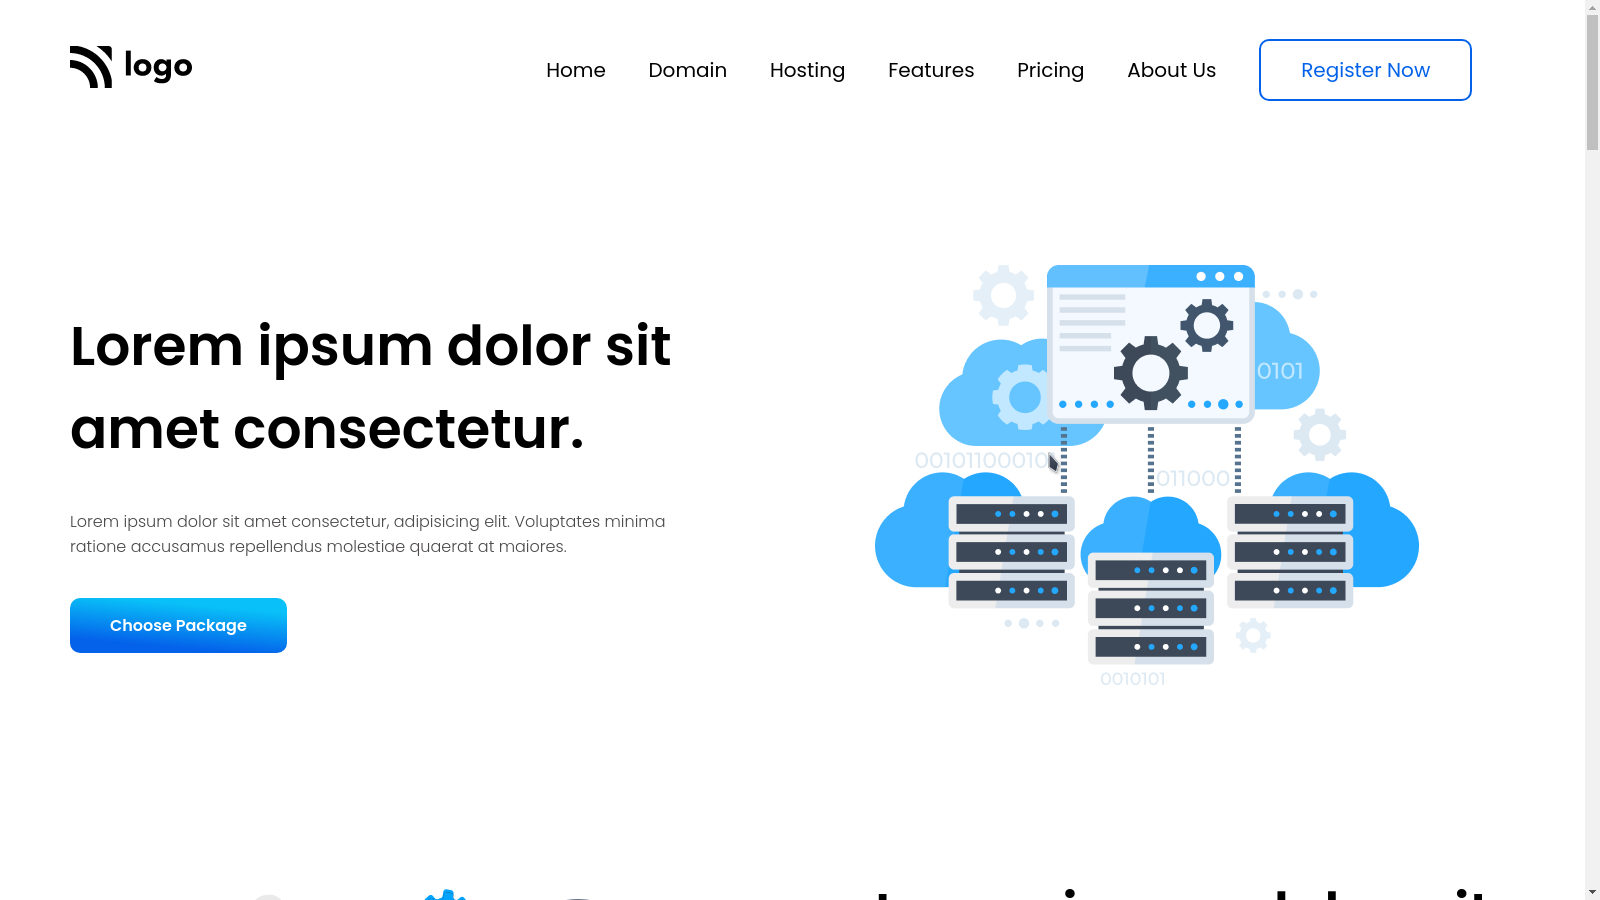 logo
Home Domain Hosting Features Pricing About Us Register Now
Lorem ipsum dolor sit
amet consectetur.
Lorem ipsum dolor sit amet consectetur, adipisicing elit. Voluptates minima
ratione accusamus repellendus molestiae quaerat at maiores.
Choose Package
0101
001011000101
011000
0010101